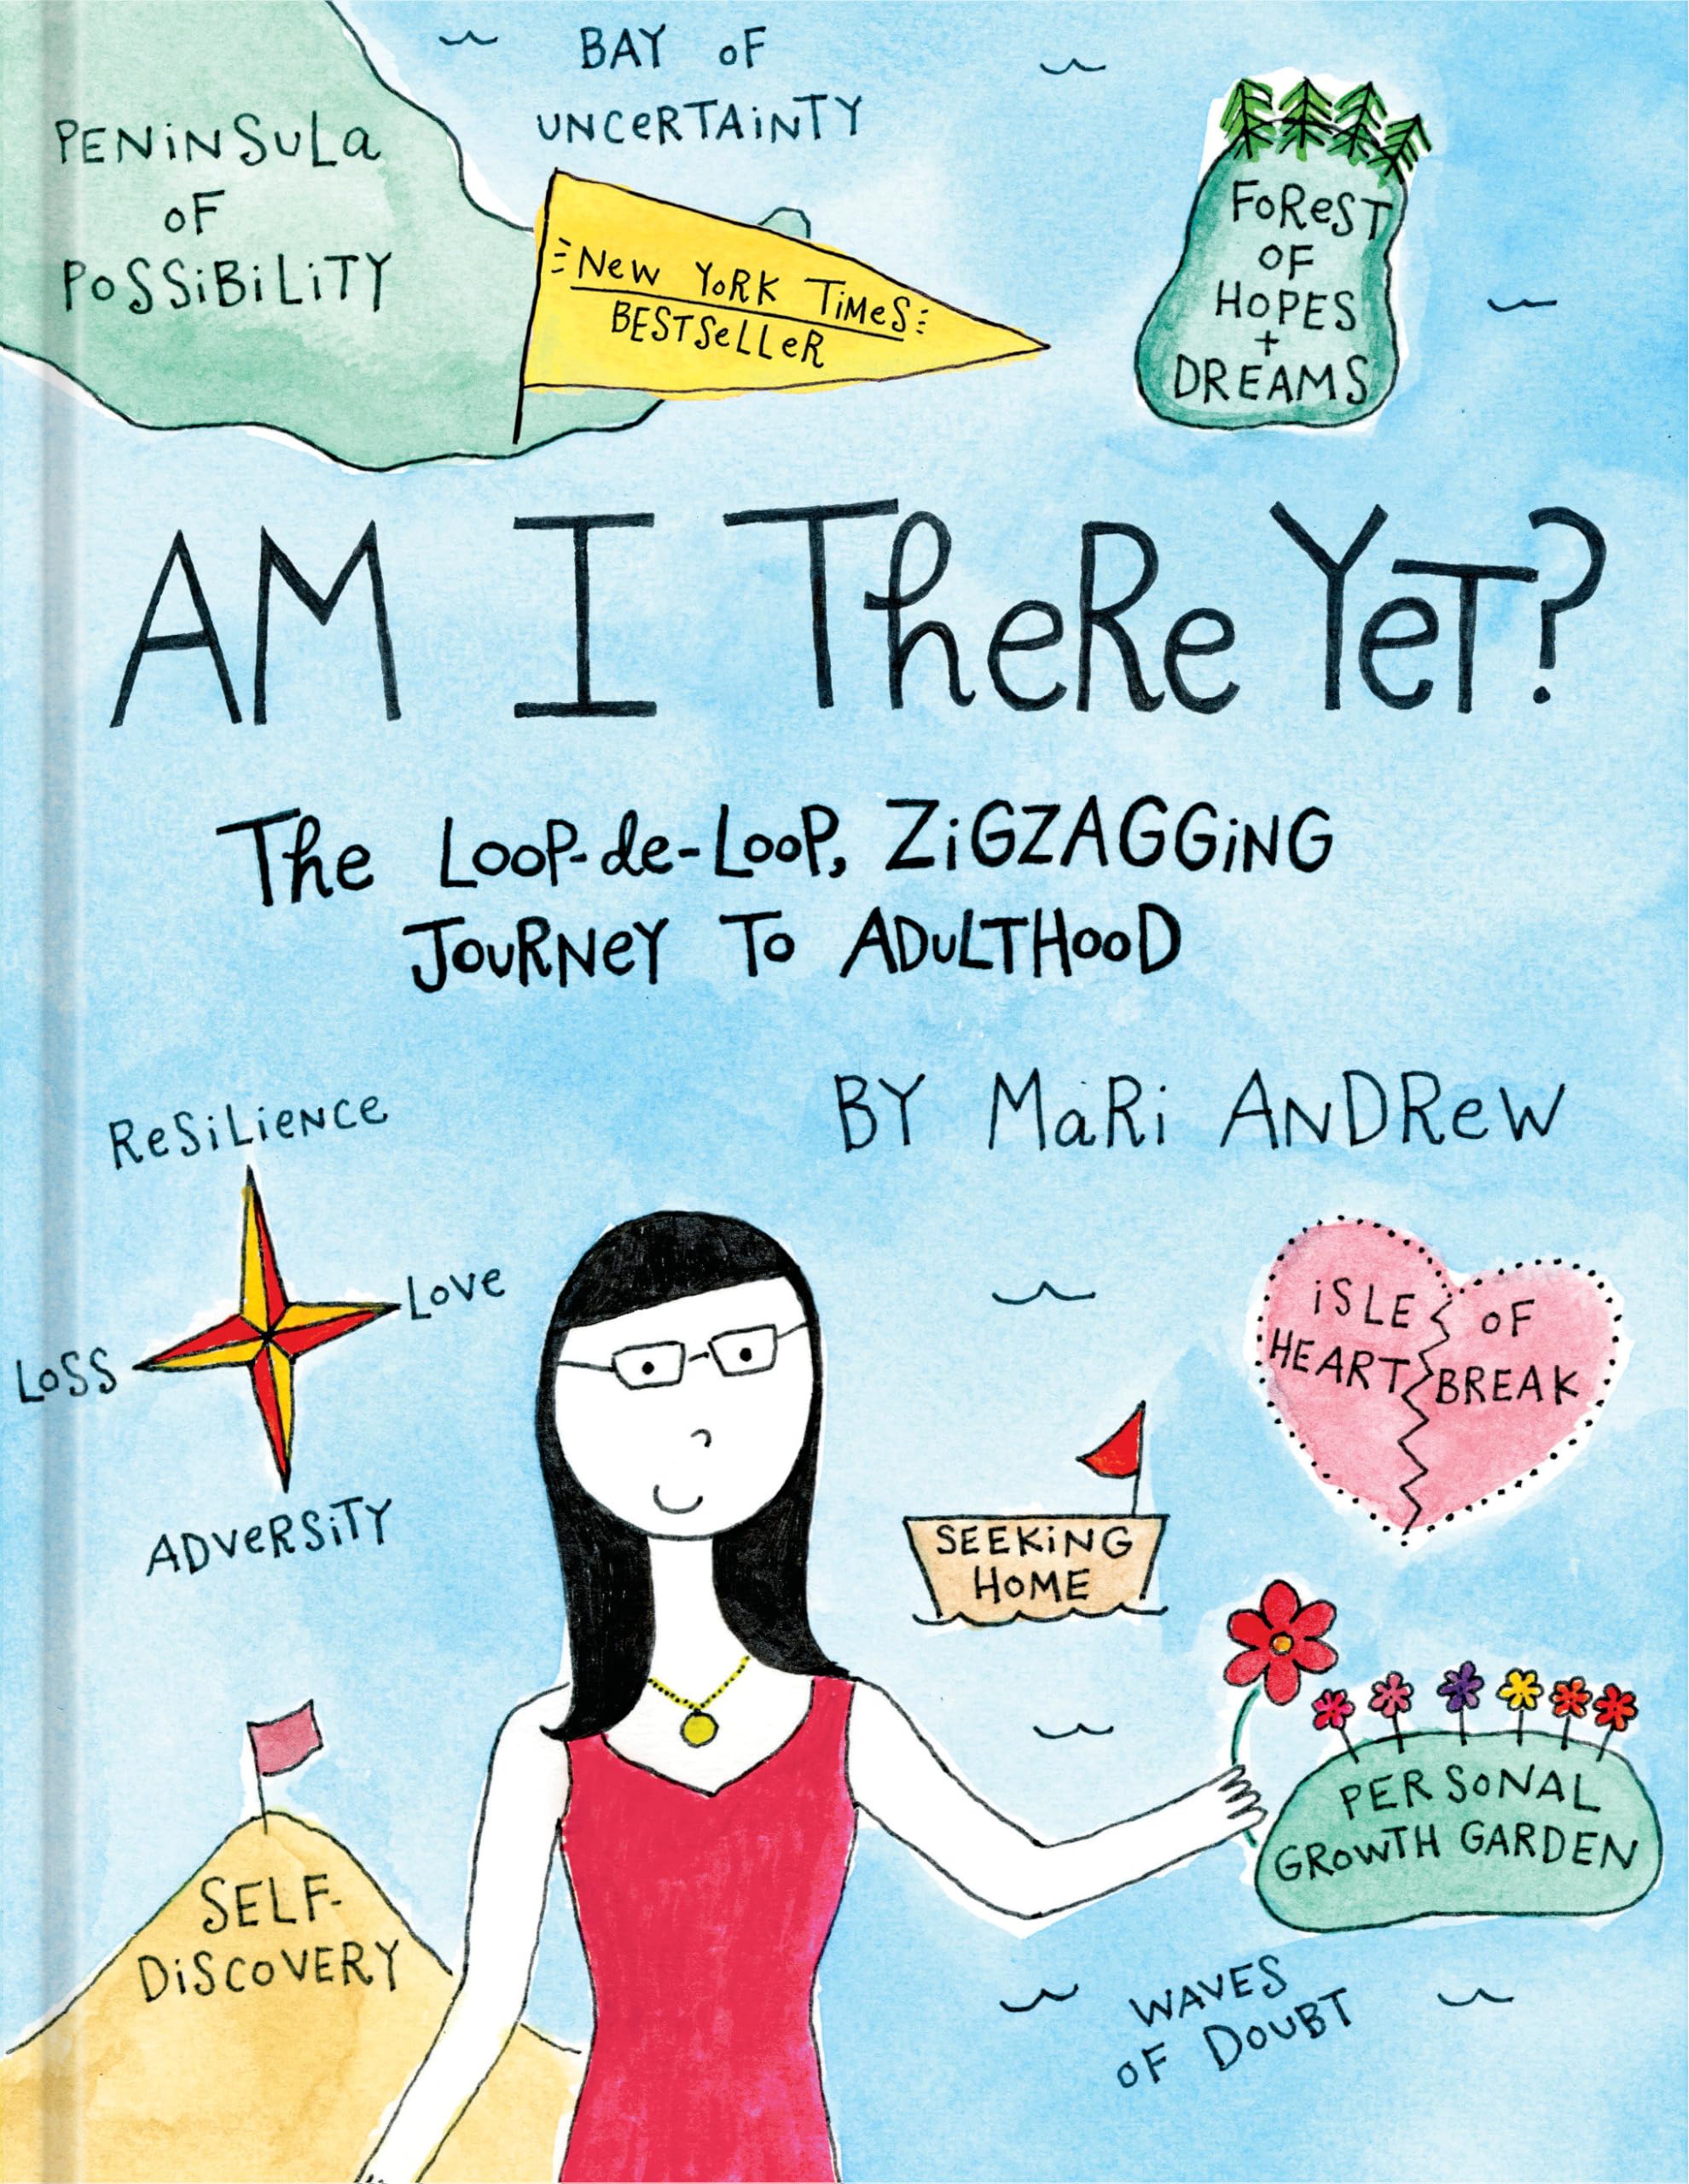 BAY OF
UNCERTAINTY
PENINSULA
OF
POSSIBILITY
NEW YORK TIMES
BESTSELLER
FOREST
OF
HOPES
+
DREAMS
AM I THERE YET?
The LOOP-de-LOOP, ZIGZAGGING
JOURNEY TO ADULTHOOD
BY MARI ANDREW
RESILIENCE
LOVE
LOSS
ADVERSITY
ISLE OF
HEARTBREAK
SEEKING
HOME
PERSONAL
GROWTH GARDEN
SELF-
DISCOVERY
WAVES
OF DOUBT